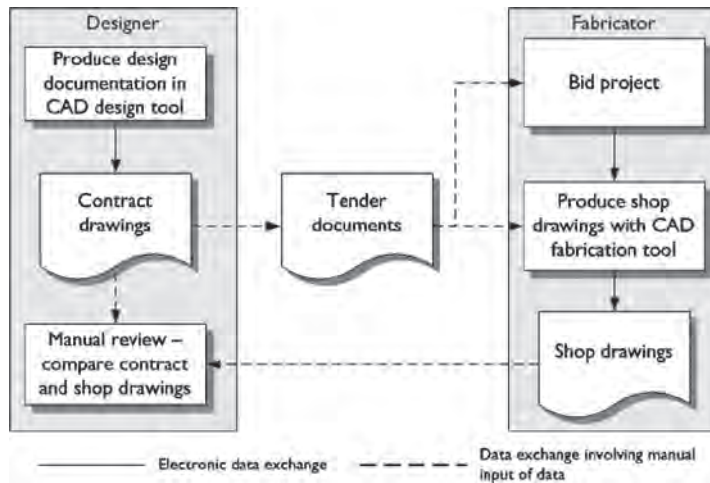 Designer
Produce design
documentation in
CAD design tool
Contract
drawings
Manual review –
compare contract
and shop drawings
Tender
documents
Fabricator
Bid project
Produce shop
drawings with CAD
fabrication tool
Shop drawings
Electronic data exchange
Data exchange involving manual
input of data